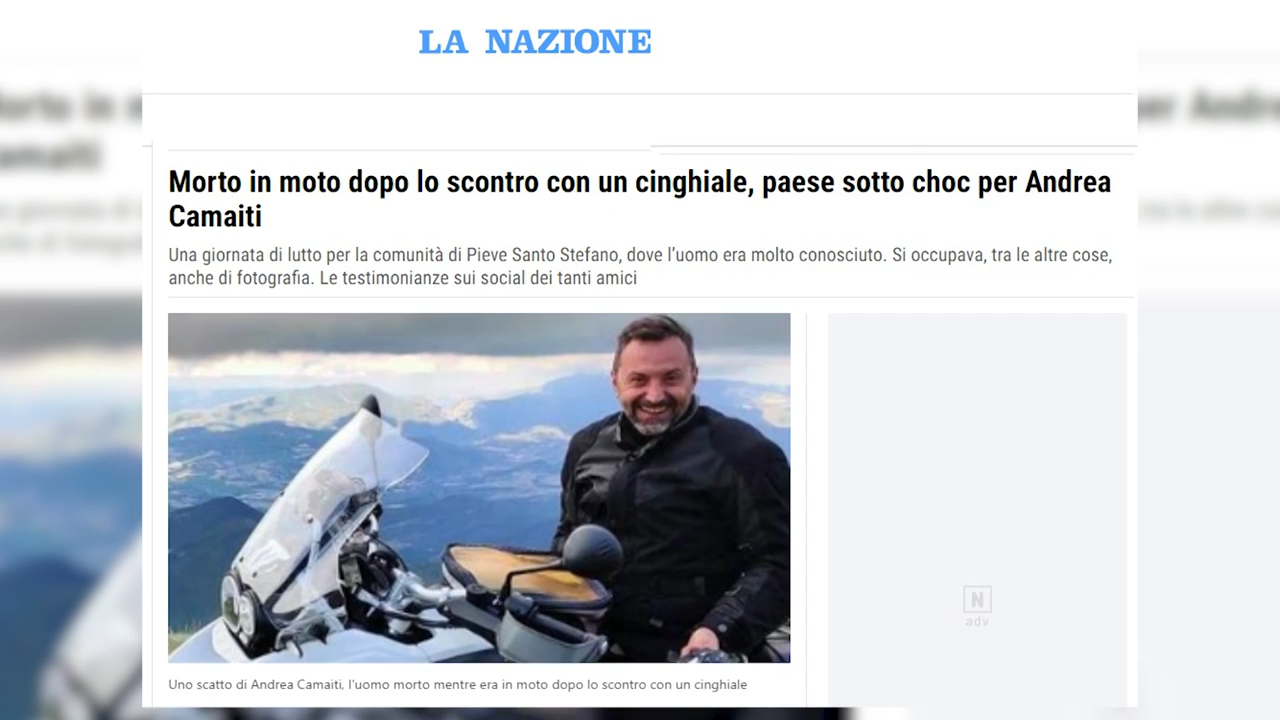 LA NAZIONE
Morto in moto dopo lo scontro con un cinghiale, paese sotto choc per Andrea
Camaiti
Una giornata di lutto per la comunità di Pieve Santo Stefano, dove l’uomo era molto conosciuto. Si occupava, tra le altre cose,
anche di fotografia. Le testimonianze sui social dei tanti amici
N
adv
Uno scatto di Andrea Camaiti, l'uomo morto mentre era in moto dopo lo scontro con un cinghiale